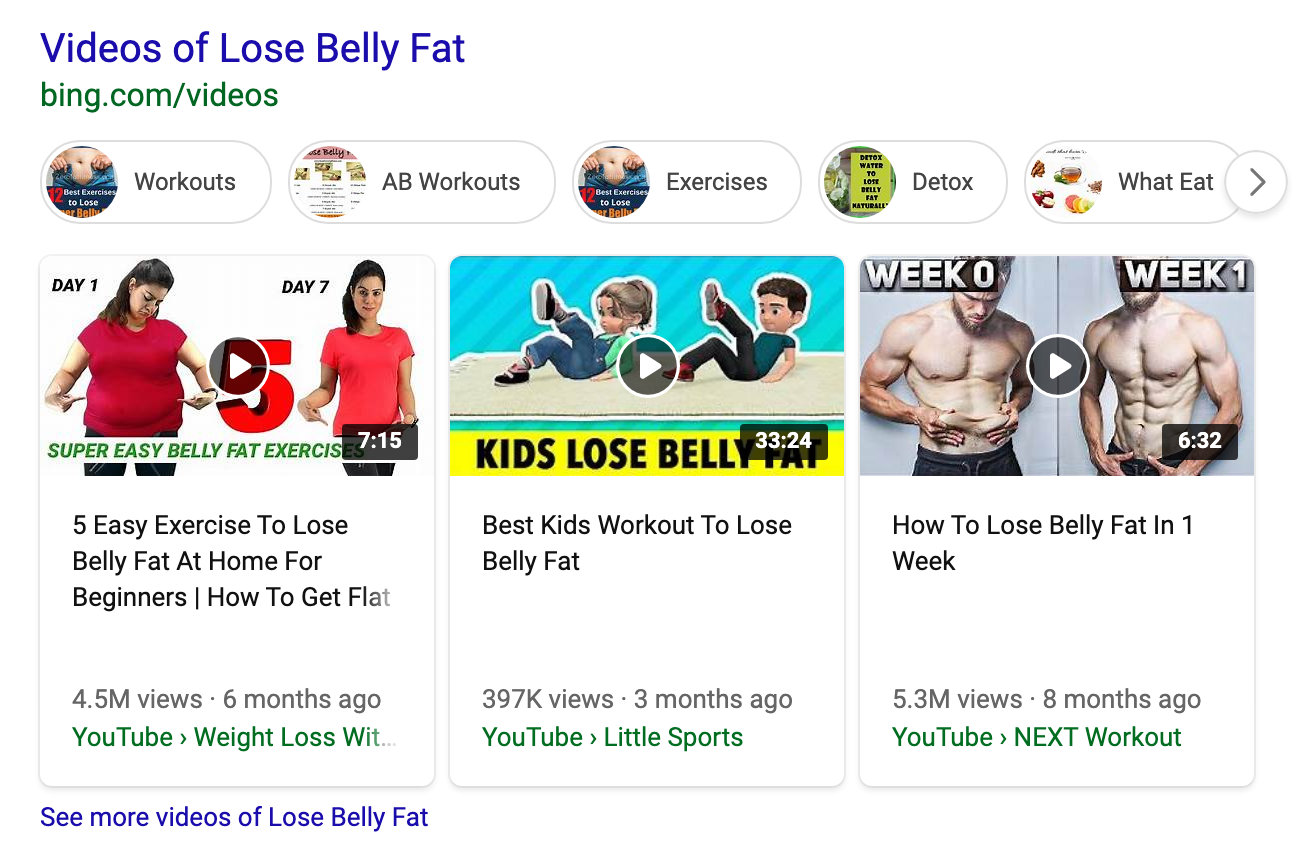 Videos of Lose Belly Fat
bing.com/videos
12 Best Exercises
to Lose
Workouts
AB Workouts
12 Best Exercises
to Lose
Exercises
DETOX
WATER
TO
LOSE
BELLY
FAT
NATURALLY
Detox
What Eat
DAY 1
DAY 7
5
SUPER EASY BELLY FAT EXERCISES
7:15
KIDS LOSE BELLY FAT
33:24
WEEK 0
WEEK 1
6:32
5 Easy Exercise To Lose
Belly Fat At Home For
Beginners | How To Get Flat
Best Kids Workout To Lose
Belly Fat
How To Lose Belly Fat In 1
Week
4.5M views · 6 months ago
YouTube › Weight Loss Wit...
397K views · 3 months ago
YouTube › Little Sports
5.3M views · 8 months ago
YouTube › NEXT Workout
See more videos of Lose Belly Fat